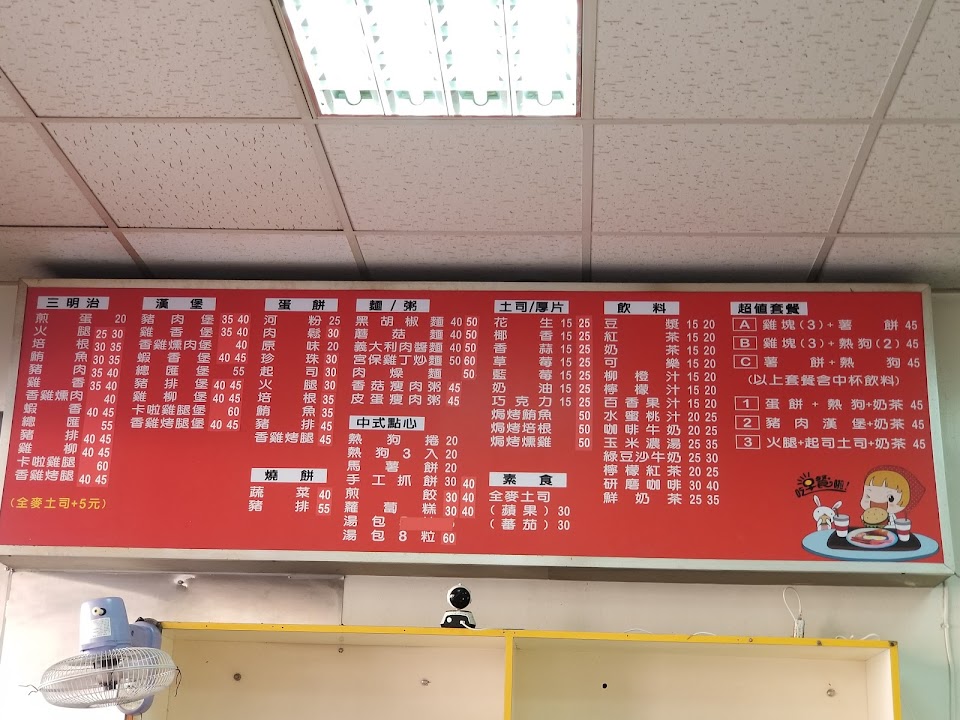 三明治
煎蛋 20
火腿 25 30
培根 30 35
鮪魚 30 35
豬肉 35 40
雞香 35 40
香雞燻肉 40
蝦香 40 45
總匯 55
豬排 40 45
雞柳 40 45
卡啦雞腿 60
香雞烤腿 40 45
(全麥土司+5元)
漢堡
豬肉堡 35 40
雞香堡 35 40
香雞燻肉堡 40
蝦香堡 40 45
總匯堡 55
豬排堡 40 45
雞柳堡 40 45
卡啦雞腿堡 60
香雞烤腿堡 40 45
蛋餅
河粉 25
肉鬆 30
原味 20
珍珠 30
起司 30
火腿 30
培根 35
鮪魚 35
豬排 45
香雞烤腿 45
燒餅
蔬菜 40
豬排 55
麵/粥
黑胡椒麵 40 50
蘑菇麵 40 50
義大利肉醬麵 40 50
宮保雞丁炒麵 50 60
肉燥麵 50
香菇瘦肉粥 45
皮蛋瘦肉粥 45
中式點心
熱狗捲 20
熱狗3入 20
馬薯餅 20
手工抓餅 30 40
煎餃 30 40
蘿蔔糕 30 40
湯包
湯包8粒 60
土司/厚片
花生 15 25
椰香 15 25
香蒜 15 25
草莓 15 25
藍莓 15 25
奶油 15 25
巧克力 15 25
焗烤鮪魚 50
焗烤培根 50
焗烤燻雞 50
素食
全麥土司
(蘋果) 30
(蕃茄) 30
飲料
豆漿 15 20
紅茶 15 20
奶茶 15 20
可樂 15 20
柳橙汁 15 20
檸檬汁 15 20
百香果汁 15 20
水蜜桃汁 20 25
咖啡牛奶 20 25
玉米濃湯 25 35
綠豆沙牛奶 25 30
檸檬紅茶 20 25
研磨咖啡 30 40
鮮奶茶 25 35
超值套餐
A 雞塊(3)+薯餅 45
B 雞塊(3)+熱狗(2) 45
C 薯餅+熱狗 45
(以上套餐含中杯飲料)
1 蛋餅+熱狗+奶茶 45
2 豬肉漢堡+奶茶 45
3 火腿+起司土司+奶茶 45
吃早餐啦!